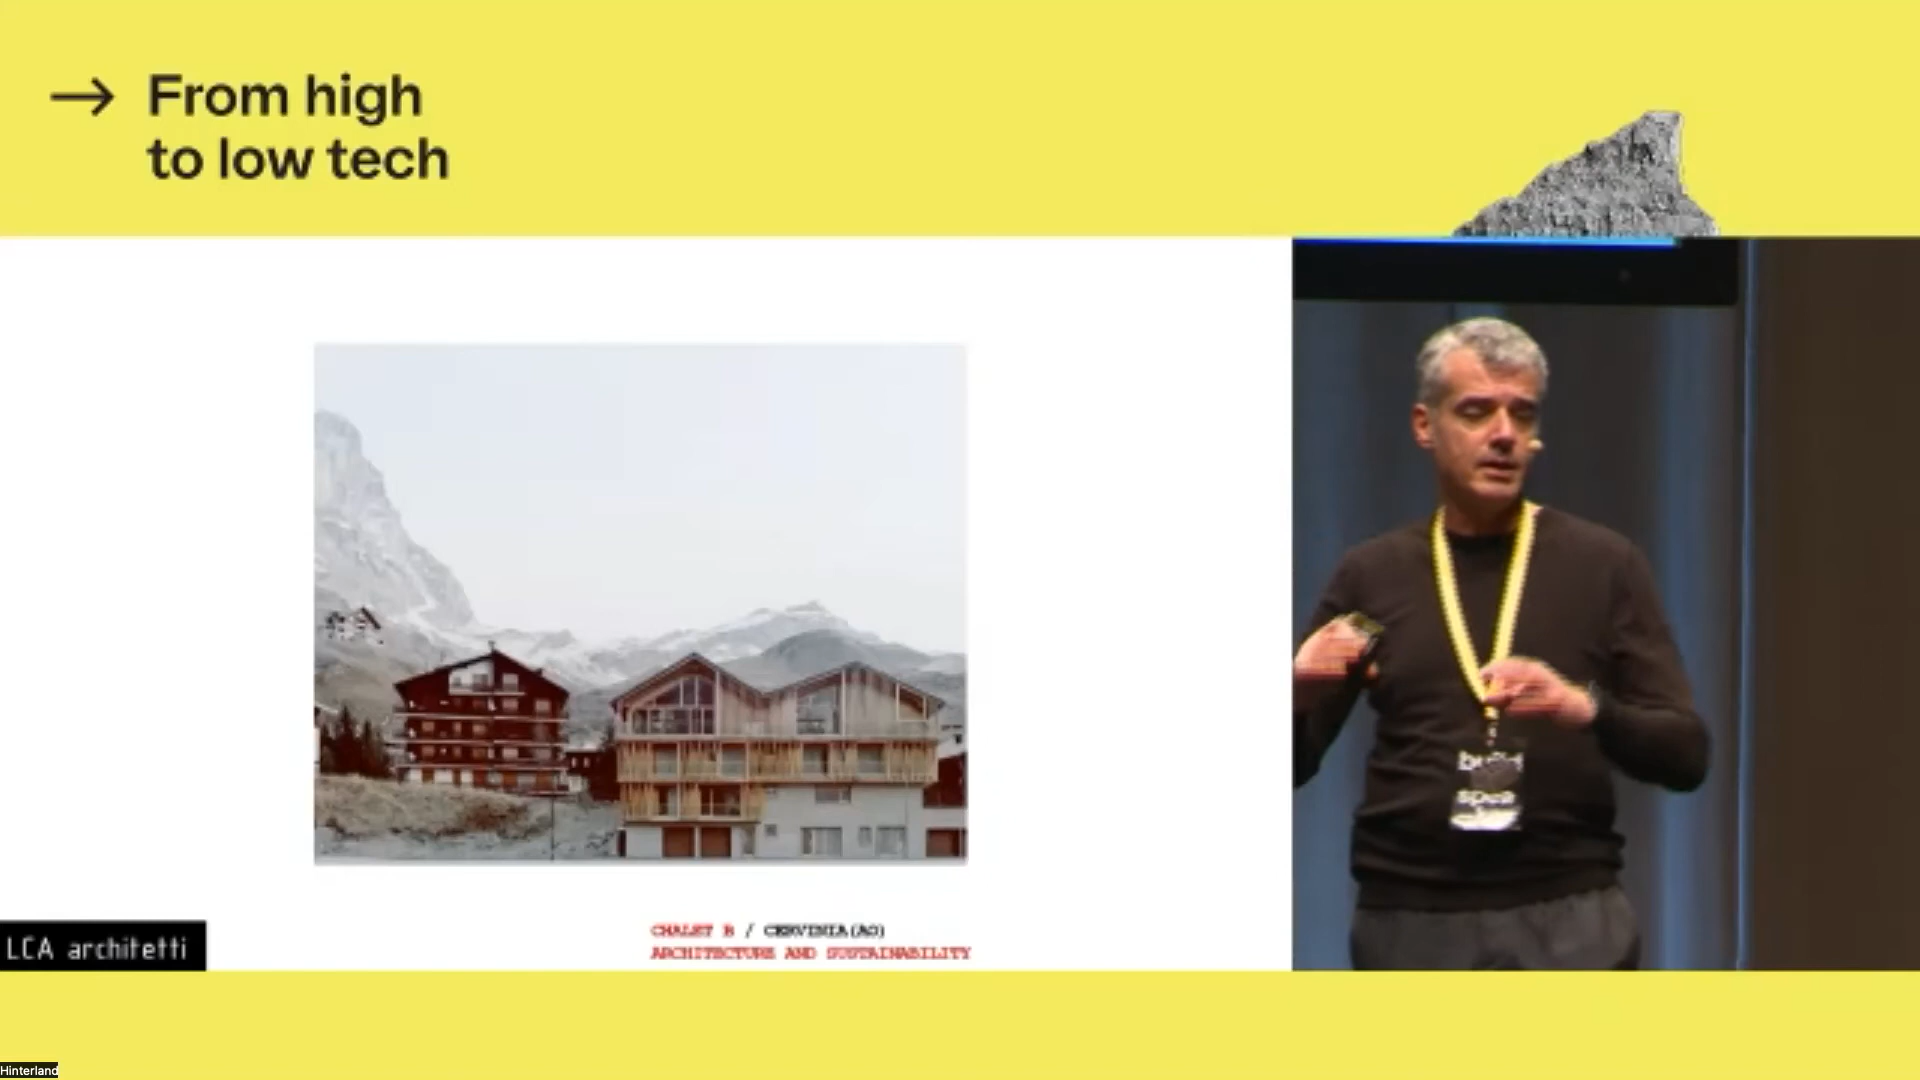 From high
to low tech
LCA architetti
CHALET B / CERVINIA(AO)
ARCHITECTURE AND SUSTAINABILITY
Hinterland